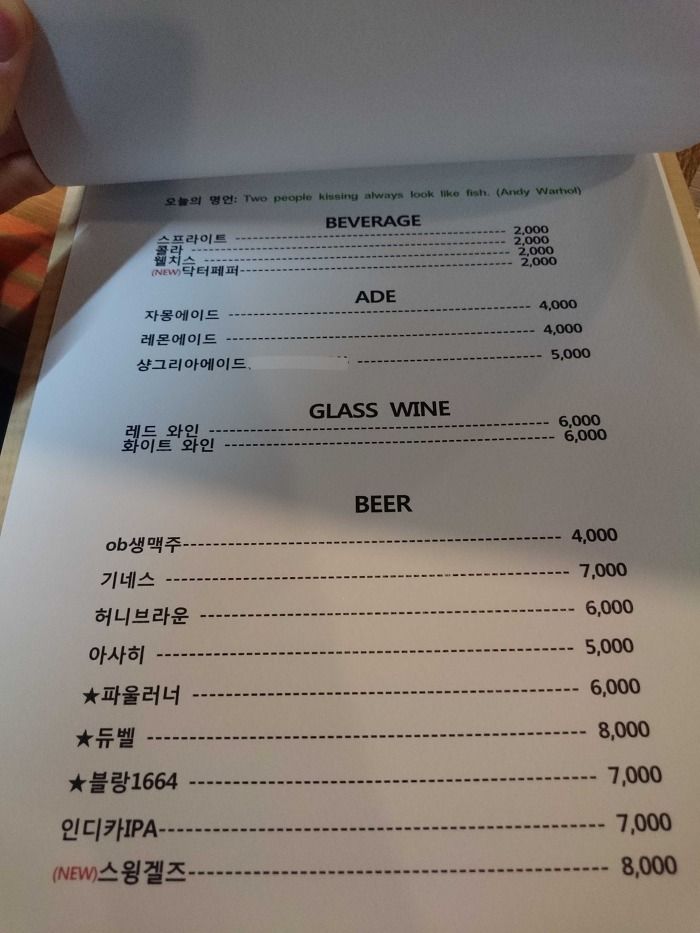 오늘의 명언: Two people kissing always look like fish. (Andy Warhol)
BEVERAGE
스프라이트 ---------- 2,000
콜라 ---------- 2,000
웰치스 ---------- 2,000
(NEW)닥터페퍼---------- 2,000
ADE
자몽에이드 ---------- 4,000
레몬에이드 ---------- 4,000
샹그리아에이드 ---------- 5,000
GLASS WINE
레드 와인 ---------- 6,000
화이트 와인 ---------- 6,000
BEER
ob생맥주---------- 4,000
기네스 ---------- 7,000
허니브라운 ---------- 6,000
아사히 ---------- 5,000
★파울러너 ---------- 6,000
★듀벨 ---------- 8,000
★블랑1664 ---------- 7,000
인디카IPA---------- 7,000
(NEW)스윙겔즈---------- 8,000